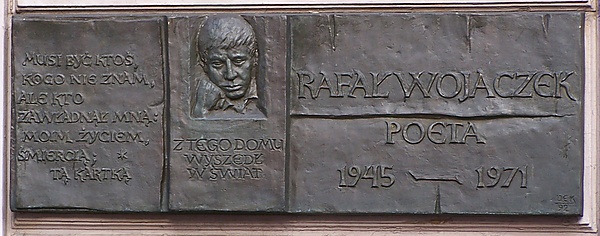 MUSI BYĆ KTOŚ,
KOGO NIE ZNAM,
ALE KTO
ZAWŁADNĄŁ MNĄ:
MOIM ŻYCIEM,
ŚMIERCIĄ; *
TĄ KARTKĄ
Z TEGO DOMU
WYSZEDŁ
W ŚWIAT
RAFAŁ WOJACZEK
POETA
1945 — 1971